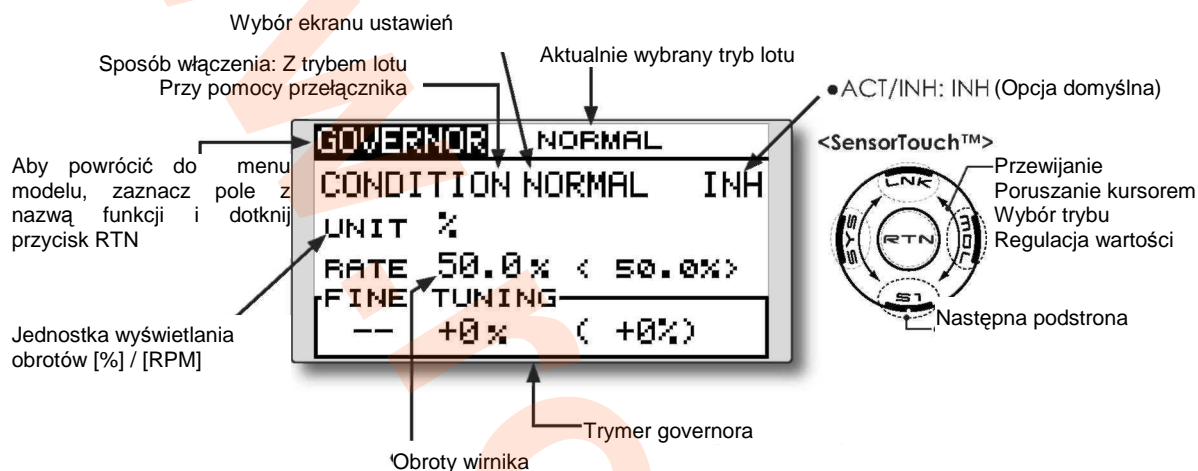 Wybór ekranu ustawień
Sposób włączenia: Z trybem lotu
Przy pomocy przełącznika
Aktualnie wybrany tryb lotu
●ACT/INH: INH (Opcja domyślna)
Aby powrócić do menu
modelu, zaznacz pole z
nazwą funkcji i dotknij
przycisk RTN
GOVERNOR NORMAL
CONDITION NORMAL INH
UNIT %
RATE 50.0% < 50.0%>
FINE TUNING
-- +0% ( +0%)
Jednostka wyświetlania
obrotów [%] / [RPM]
<SensorTouch™>
LNK
SYS
RTN
MDL
S1
Przewijanie
Poruszanie kursorem
Wybór trybu
Regulacja wartości
Następna podstrona
Trymer governora
Obroty wirnika